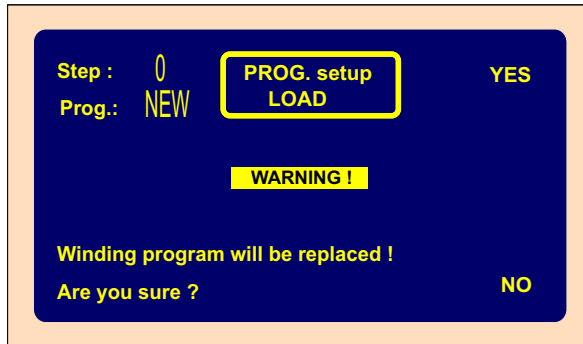 Step : 0 PROG. setup YES
Prog.: NEW LOAD
WARNING !
Winding program will be replaced !
Are you sure ? NO